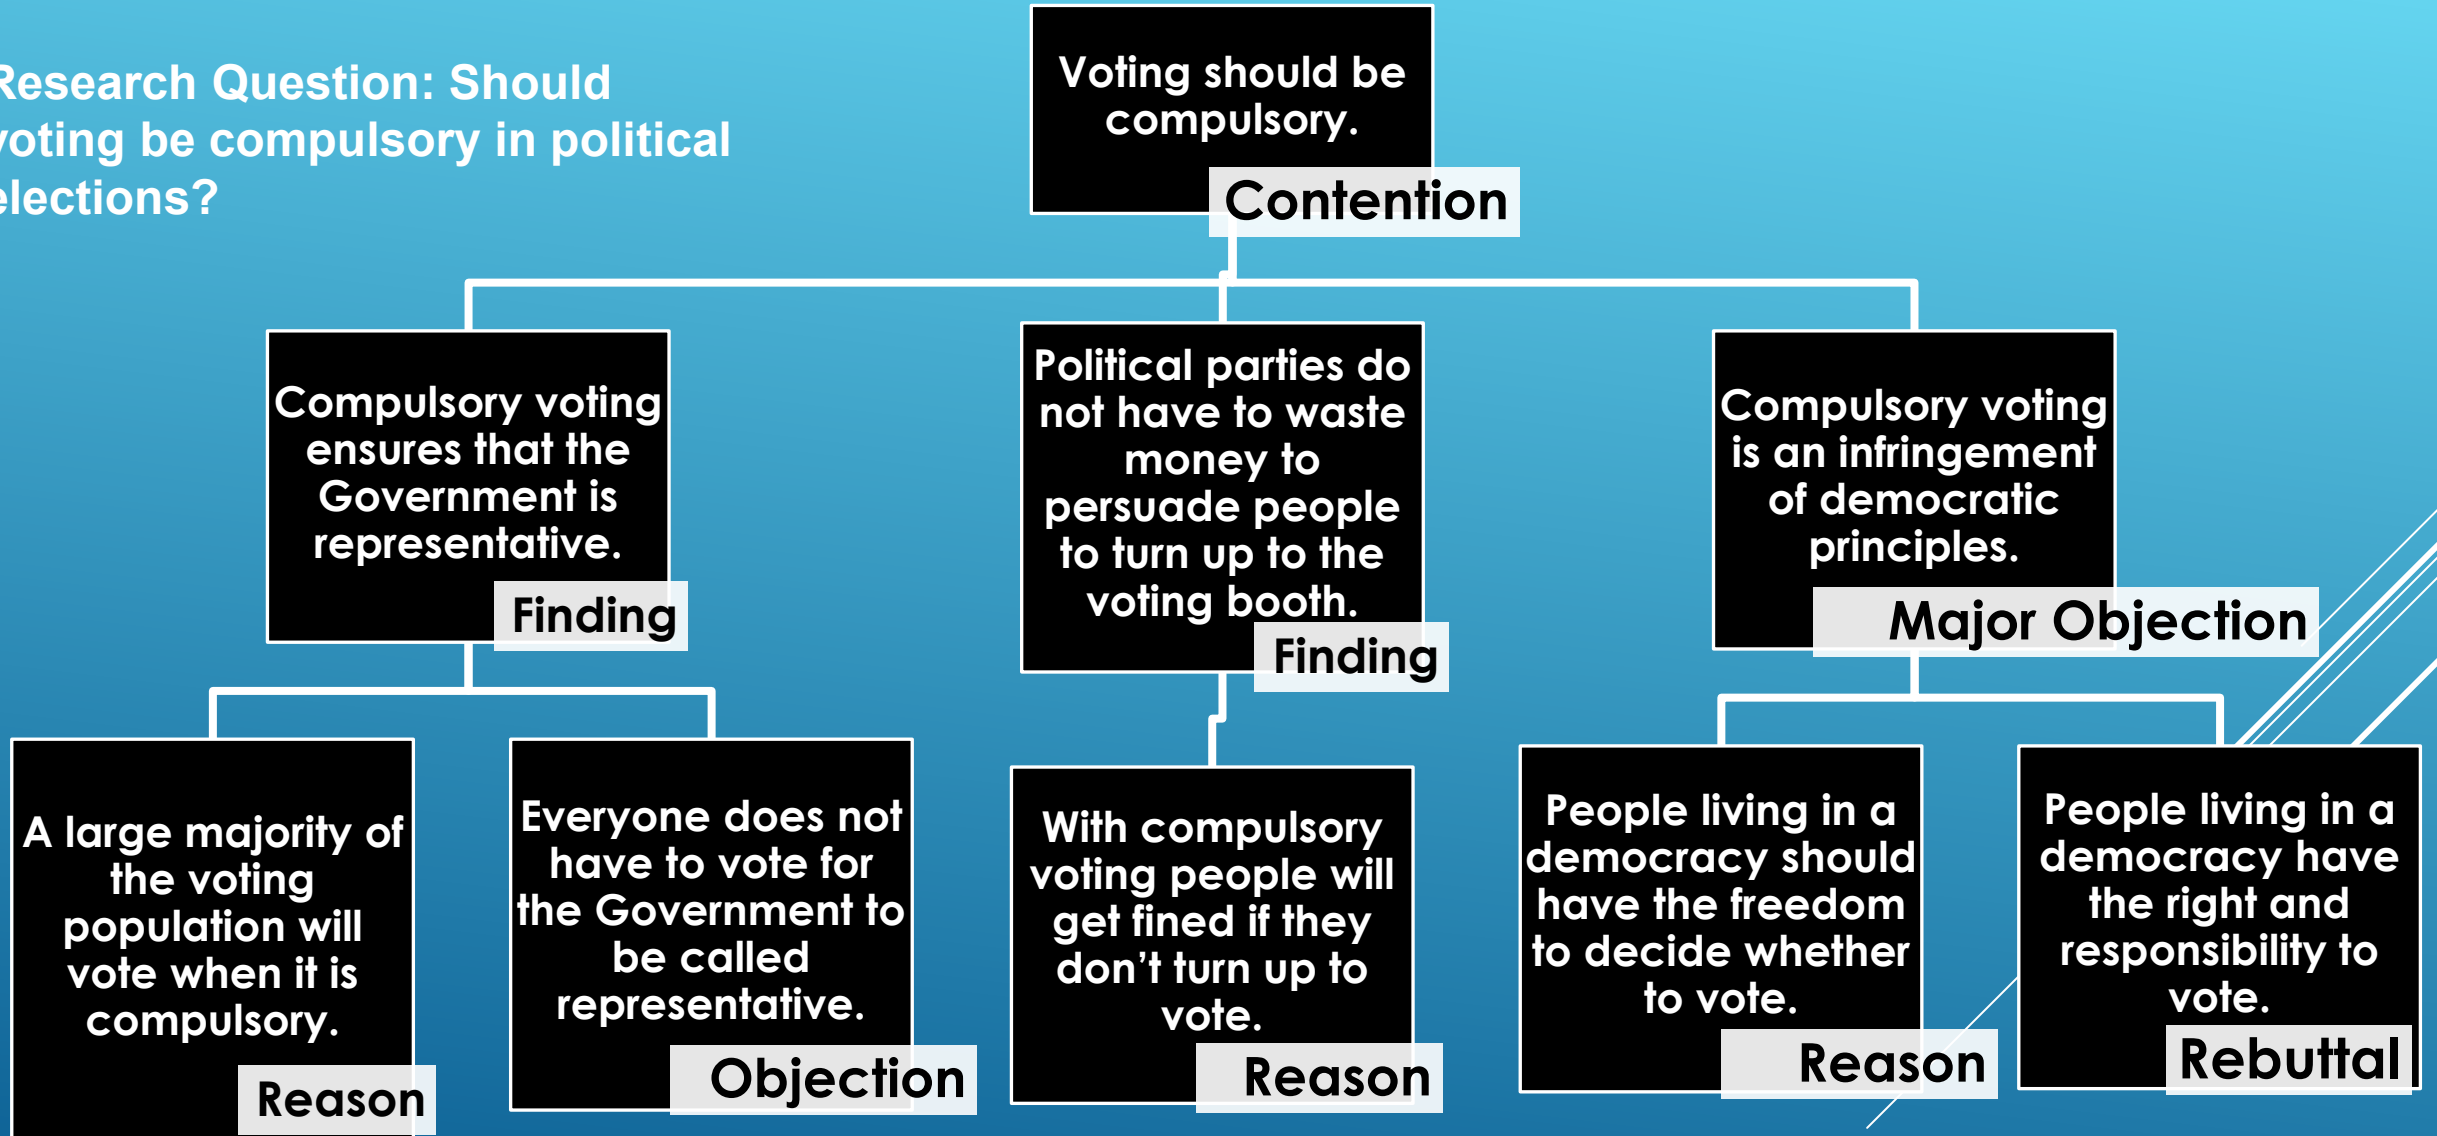 Research Question: Should
voting be compulsory in political
elections?
Voting should be
compulsory.
Contention
Compulsory voting
ensures that the
Government is
representative.
Finding
Political parties do
not have to waste
money to
persuade people
to turn up to the
voting booth.
Finding
Compulsory voting
is an infringement
of democratic
principles.
Major Objection
A large majority of
the voting
population will
vote when it is
compulsory.
Reason
Everyone does not
have to vote for
the Government to
be called
representative.
Objection
With compulsory
voting people will
get fined if they
don’t turn up to
vote.
Reason
People living in a
democracy should
have the freedom
to decide whether
to vote.
Reason
People living in a
democracy have
the right and
responsibility to
vote.
Rebuttal